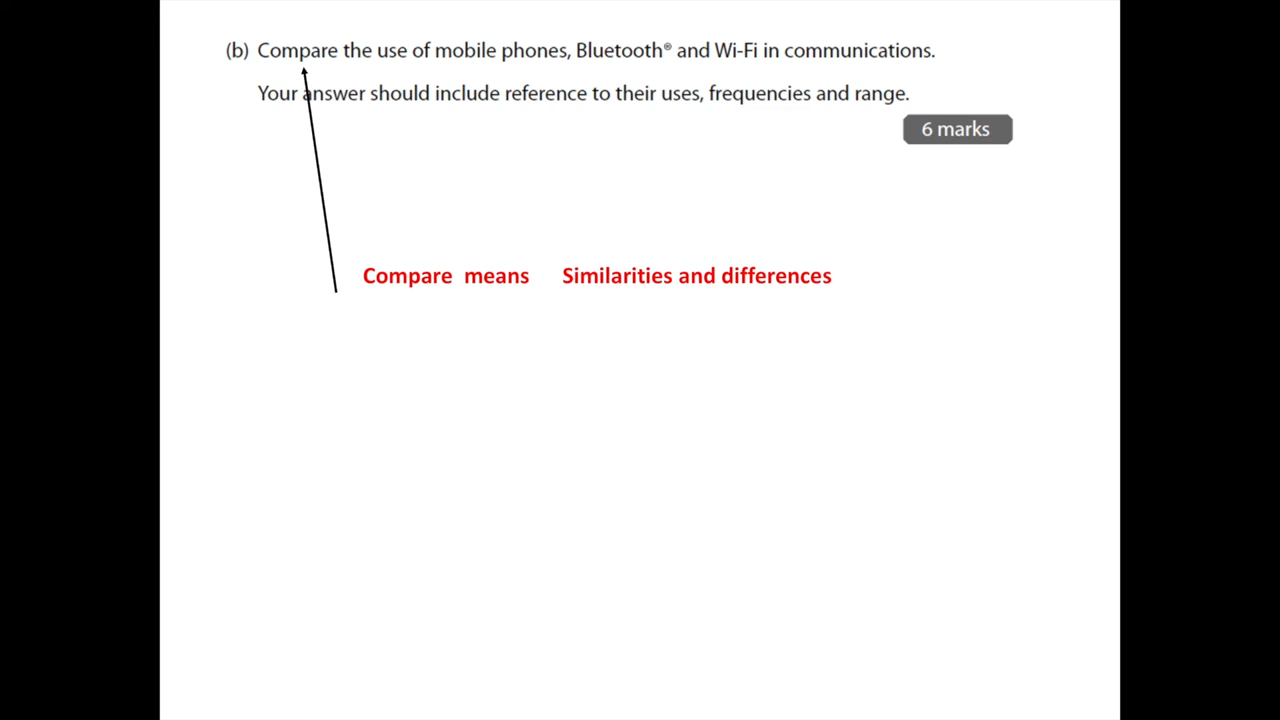 (b) Compare the use of mobile phones, Bluetooth® and Wi-Fi in communications.
Your answer should include reference to their uses, frequencies and range.
6 marks
Compare means Similarities and differences